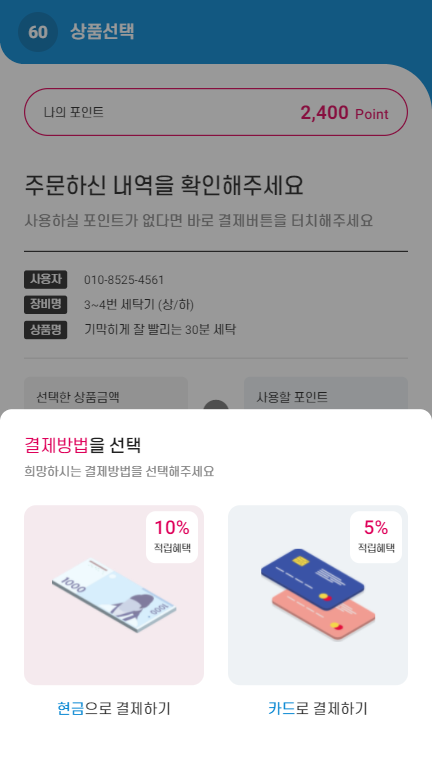 60 상품선택
나의 포인트 2,400 Point
주문하신 내역을 확인해주세요
사용하실 포인트가 없다면 바로 결제버튼을 터치해주세요
사용자 010-8525-4561
장비명 3~4번 세탁기 (상/하)
상품명 기막히게 잘 빨리는 30분 세탁
선택한 상품금액 사용할 포인트
결제방법을 선택
희망하시는 결제방법을 선택해주세요
10%
적립혜택
1000
1000
현금으로 결제하기
5%
적립혜택
카드로 결제하기